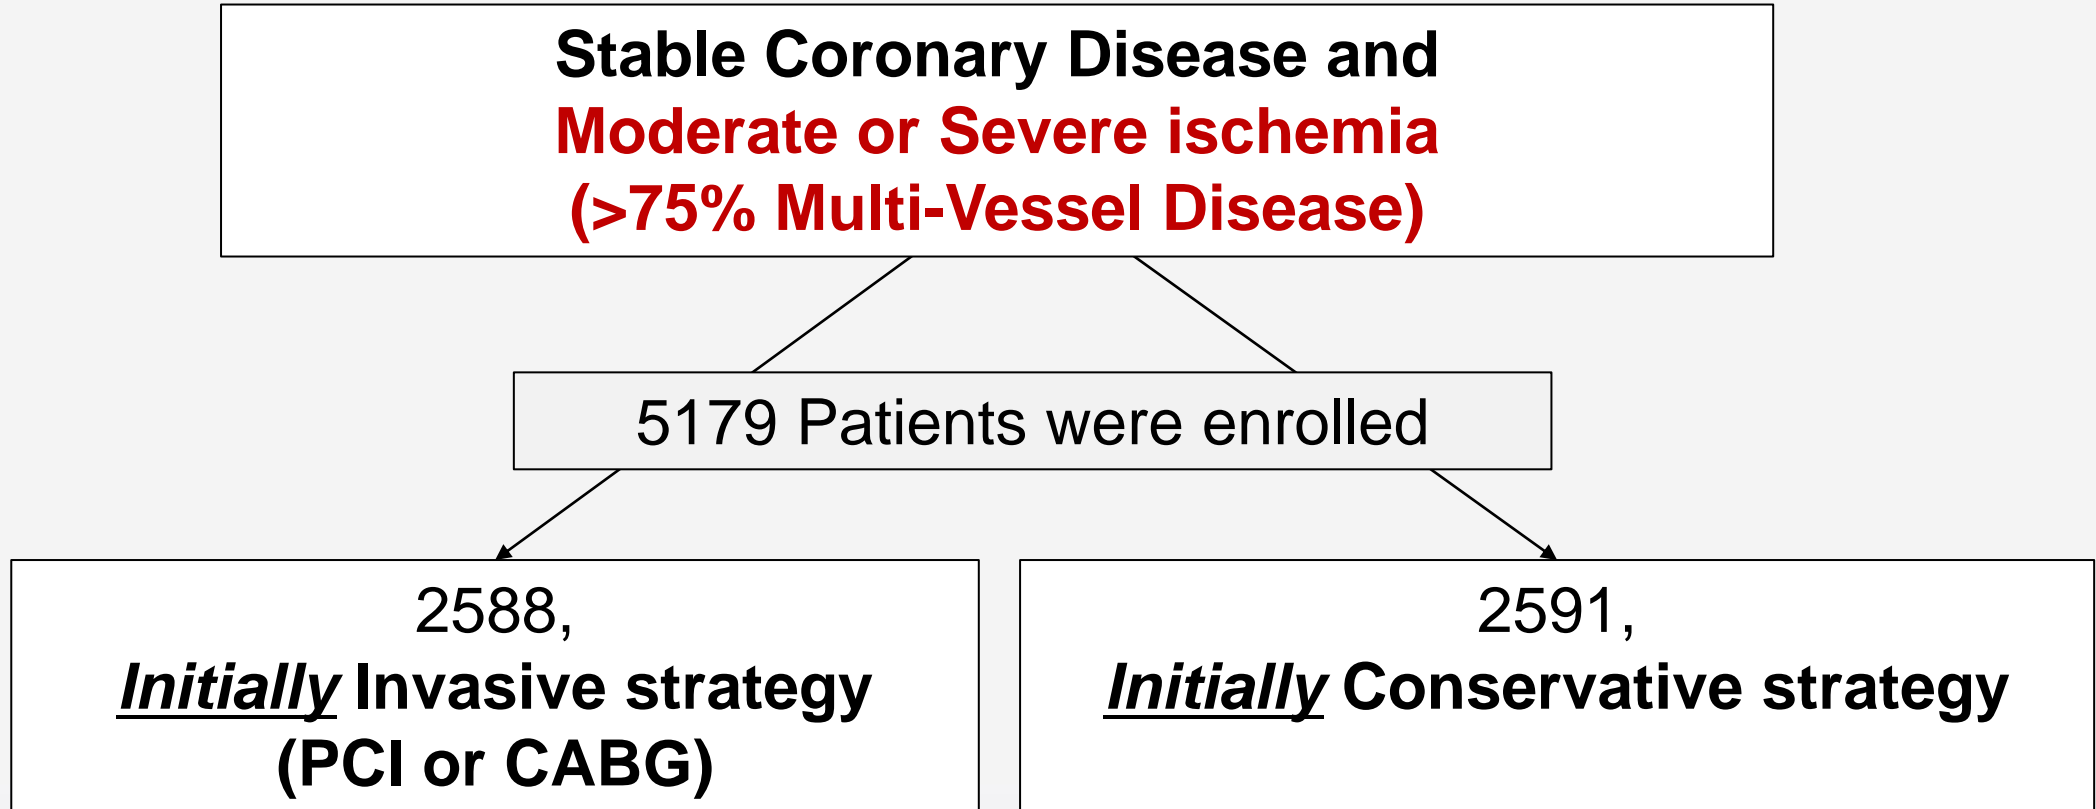 Stable Coronary Disease and
Moderate or Severe ischemia
(>75% Multi-Vessel Disease)
5179 Patients were enrolled
2588,
Initially Invasive strategy
(PCI or CABG)
2591,
Initially Conservative strategy